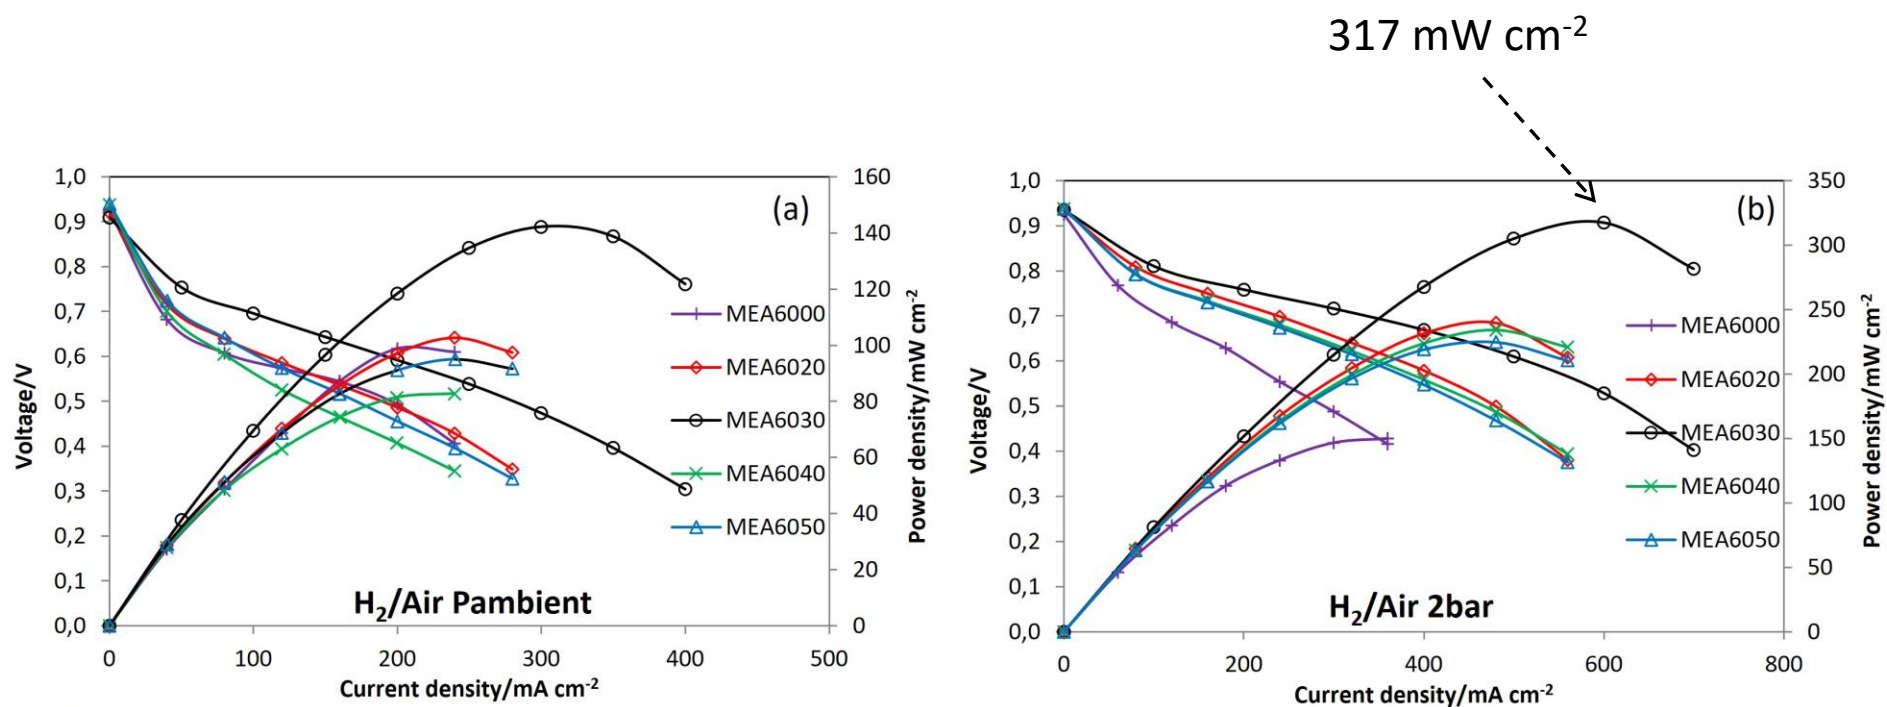 317 mW cm-2
(a)
1,0
0,9
0,8
0,7
0,6
0,5
0,4
0,3
0,2
0,1
0,0
Voltage/V
160
140
120
100
80
60
40
20
0
Power density/mW cm-2
MEA6000
MEA6020
MEA6030
MEA6040
MEA6050
H2/Air Pambient
0 100 200 300 400 500
Current density/mA cm-2
(b)
1,0
0,9
0,8
0,7
0,6
0,5
0,4
0,3
0,2
0,1
0,0
Voltage/V
350
300
250
200
150
100
50
0
Power density/mW cm-2
MEA6000
MEA6020
MEA6030
MEA6040
MEA6050
H2/Air 2bar
0 200 400 600 800
Current density/mA cm-2